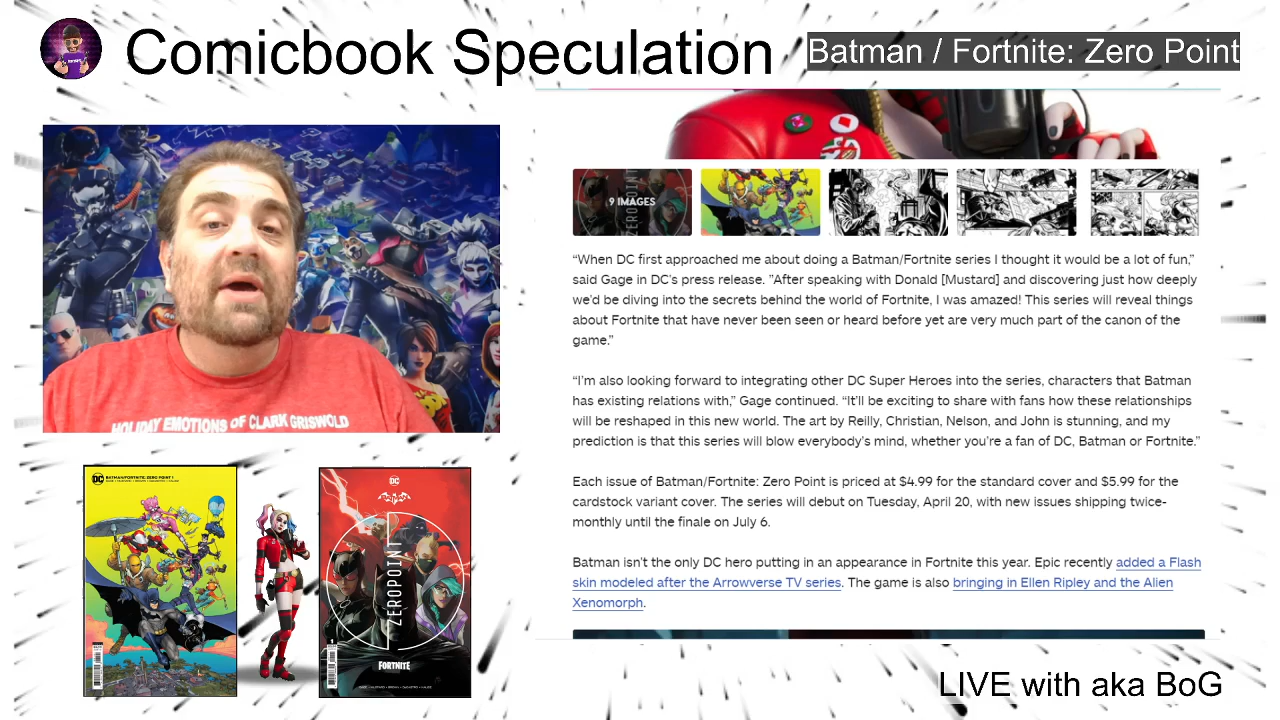 Comicbook Speculation
Batman / Fortnite: Zero Point
9 IMAGES
“When DC first approached me about doing a Batman/Fortnite series I thought it would be a lot of fun,”
said Gage in DC's press release. ”After speaking with Donald [Mustard] and discovering just how deeply
we'd be diving into the secrets behind the world of Fortnite, I was amazed! This series will reveal things
about Fortnite that have never been seen or heard before yet are very much part of the canon of the
game.”
“I'm also looking forward to integrating other DC Super Heroes into the series, characters that Batman
has existing relations with,” Gage continued. “It'll be exciting to share with fans how these relationships
will be reshaped in this new world. The art by Reilly, Christian, Nelson, and John is stunning, and my
prediction is that this series will blow everybody's mind, whether you're a fan of DC, Batman or Fortnite.”
Each issue of Batman/Fortnite: Zero Point is priced at $4.99 for the standard cover and $5.99 for the
cardstock variant cover. The series will debut on Tuesday, April 20, with new issues shipping twice-
monthly until the finale on July 6.
Batman isn't the only DC hero putting in an appearance in Fortnite this year. Epic recently added a Flash
skin modeled after the Arrowverse TV series. The game is also bringing in Ellen Ripley and the Alien
Xenomorph.
HOLIDAY EMOTIONS OF CLARK GRISWOLD
DC
BATMAN/FORTNITE: ZERO POINT 1
DC
ZERO POINT
FORTNITE
LIVE with aka BoG